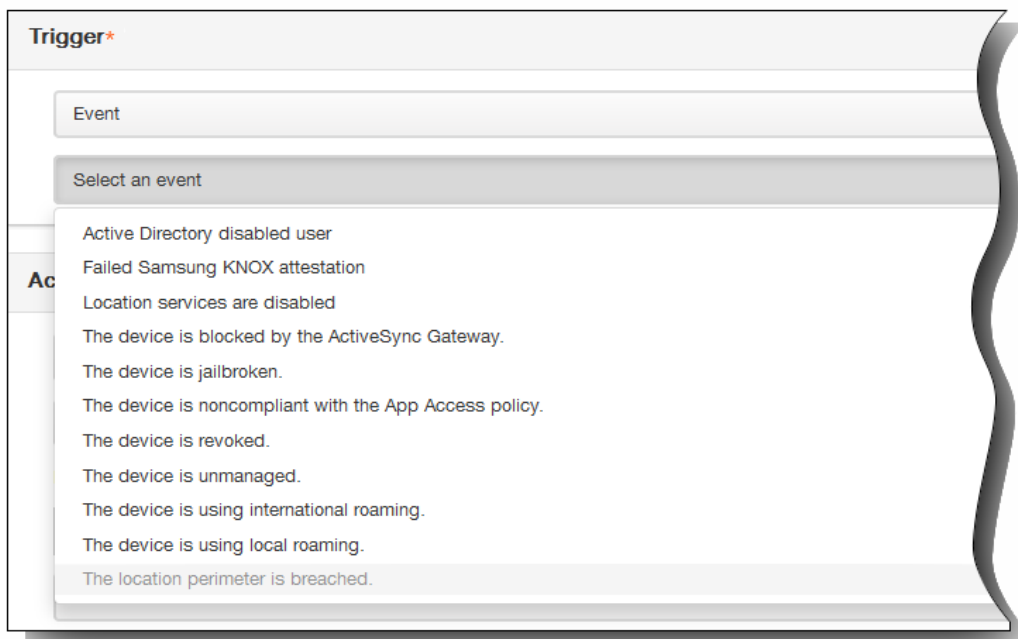 Trigger*
Event
Select an event
Active Directory disabled user
Failed Samsung KNOX attestation
Ac
Location services are disabled
The device is blocked by the ActiveSync Gateway.
The device is jailbroken.
The device is noncompliant with the App Access policy.
The device is revoked.
The device is unmanaged.
The device is using international roaming.
The device is using local roaming.
The location perimeter is breached.